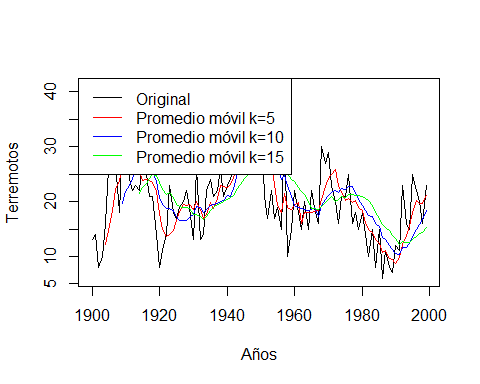 Original
Promedio móvil k=5
Promedio móvil k=10
Promedio móvil k=15
Terremotos
40
30
20
10
5
1900 1920 1940 1960 1980 2000
Años